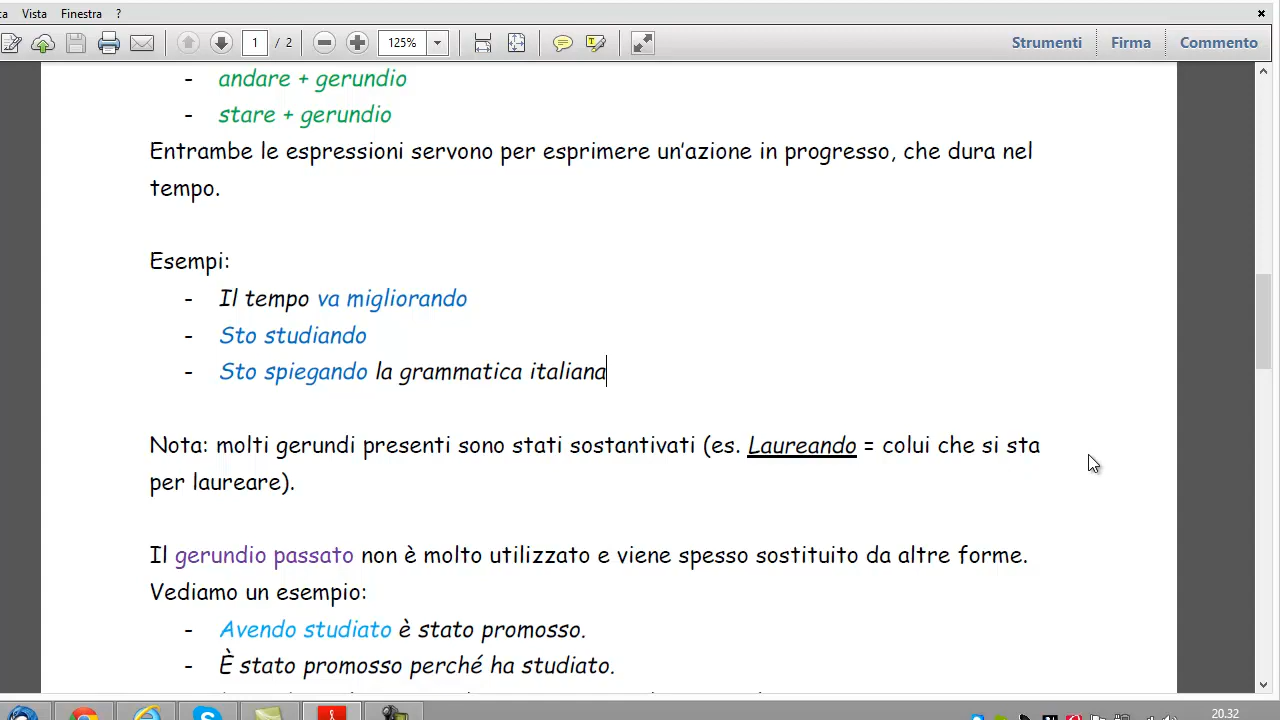 Vista Finestra ?
1 / 2 125% Strumenti Firma Commento
- andare + gerundio
- stare + gerundio
Entrambe le espressioni servono per esprimere un’azione in progresso, che dura nel
tempo.
Esempi:
- Il tempo va migliorando
- Sto studiando
- Sto spiegando la grammatica italiana
Nota: molti gerundi presenti sono stati sostantivati (es. Laureando = colui che si sta
per laureare).
Il gerundio passato non è molto utilizzato e viene spesso sostituito da altre forme.
Vediamo un esempio:
- Avendo studiato è stato promosso.
- È stato promosso perché ha studiato.
20.32